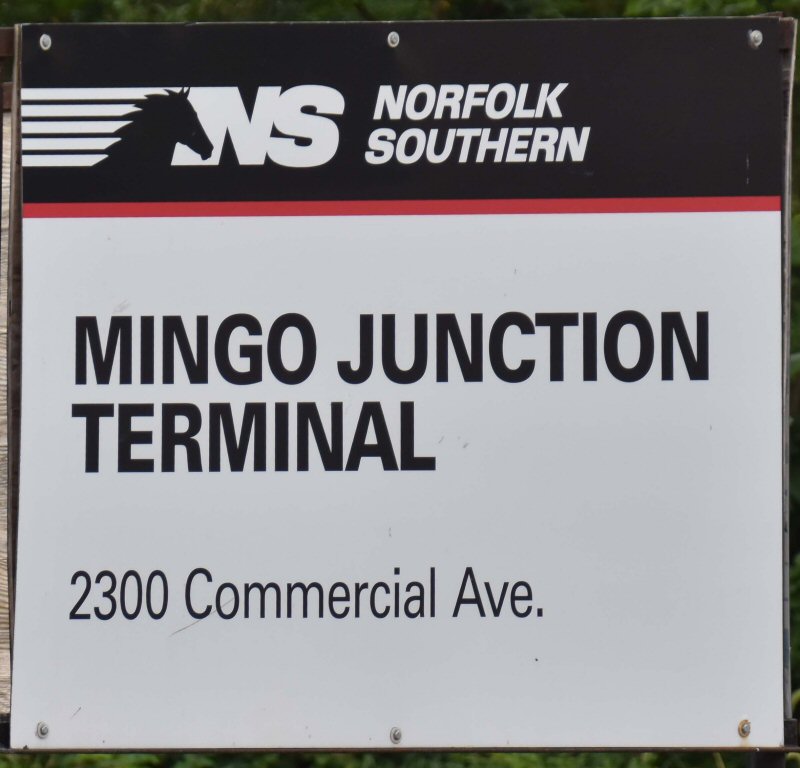 NS NORFOLK
SOUTHERN
MINGO JUNCTION
TERMINAL
2300 Commercial Ave.